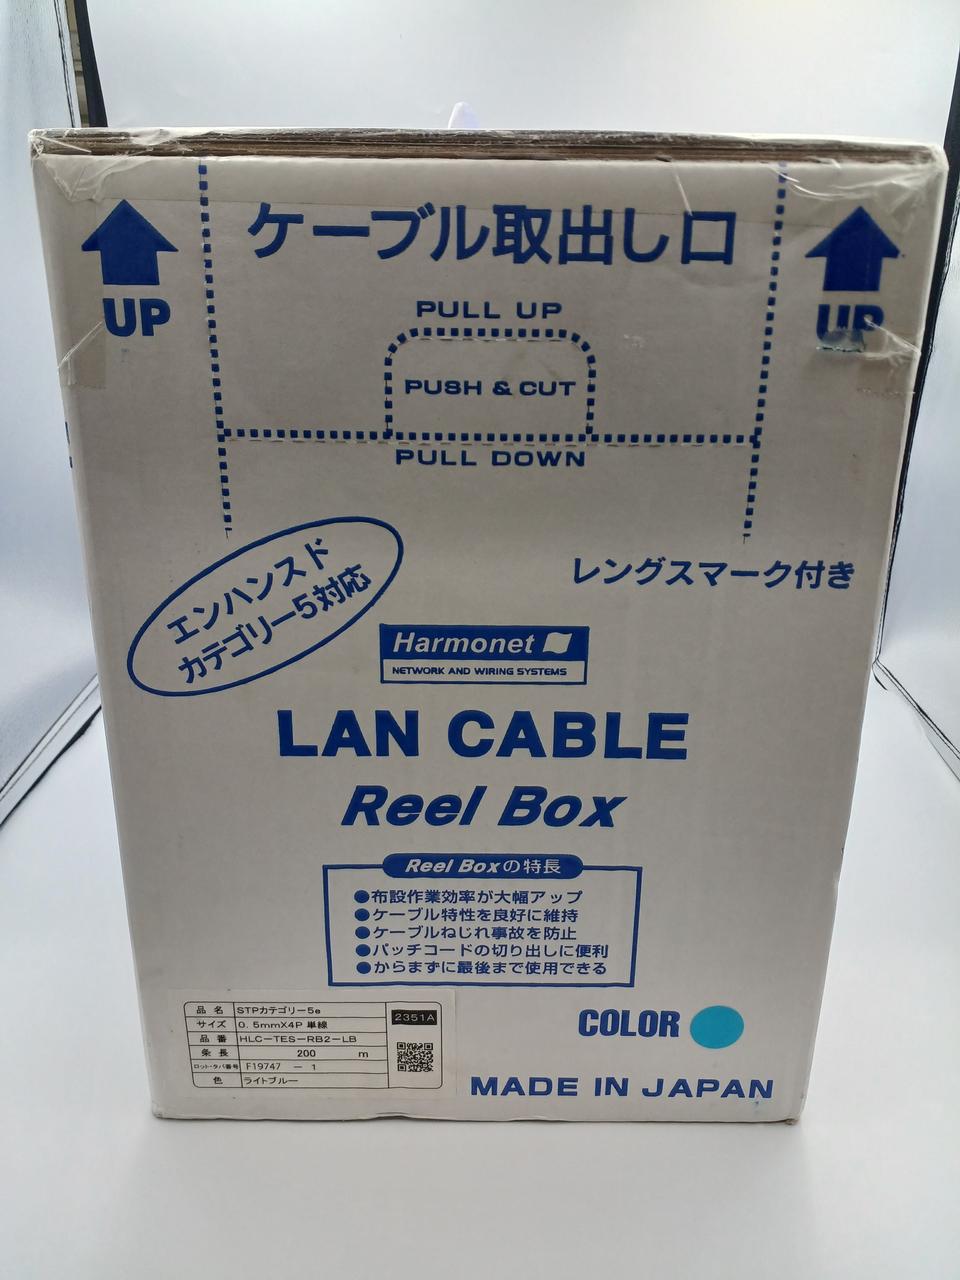 ケーブル取出し口
UP
UP
PULL UP
PUSH & CUT
PULL DOWN
エンハンスド
カテゴリー5対応
レングスマーク付き
Harmonet
NETWORK AND WIRING SYSTEMS
LAN CABLE
Reel Box
Reel Boxの特長
●布設作業効率が大幅アップ
●ケーブル特性を良好に維持
●ケーブルねじれ事故を防止
●パッチコードの切り出しに便利
●からまずに最後まで使用できる
品名 STPカテゴリー5e
サイズ 0.5mmX4P 単線
品番 HLC-TES-RB2-LB
条長 200 m
ロット・タバ番号 F19747 - 1
色 ライトブルー
2351A
COLOR
MADE IN JAPAN